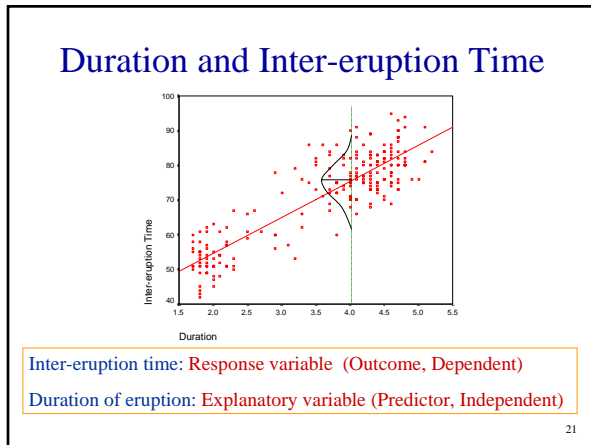 Duration and Inter-eruption Time
100
90
80
70
60
50
40
Inter-eruption Time
1.5 2.0 2.5 3.0 3.5 4.0 4.5 5.0 5.5
Duration
Inter-eruption time: Response variable (Outcome, Dependent)
Duration of eruption: Explanatory variable (Predictor, Independent)
21